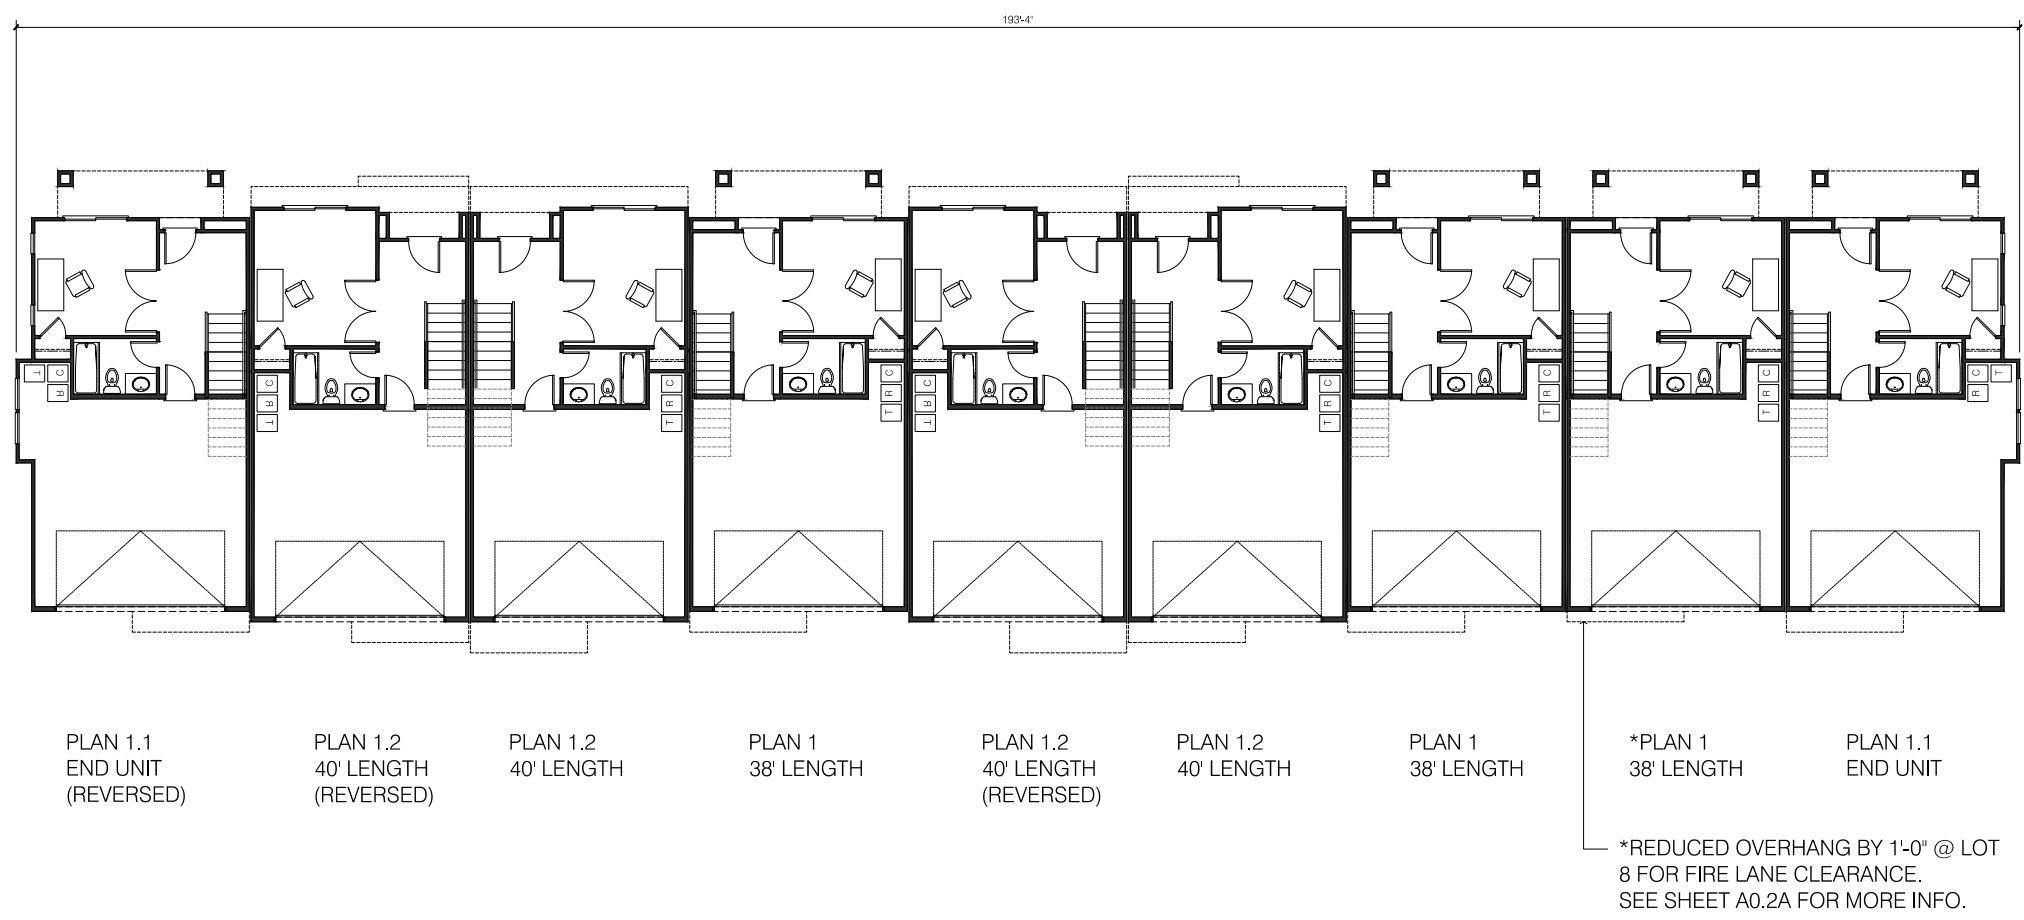 193'-4"
T C
R
C
R
T
T R C
T R C
C
R
T
T R C
T R C
T R C
R C T
PLAN 1.1
END UNIT
(REVERSED)
PLAN 1.2
40' LENGTH
(REVERSED)
PLAN 1.2
40' LENGTH
PLAN 1
38' LENGTH
PLAN 1.2
40' LENGTH
(REVERSED)
PLAN 1.2
40' LENGTH
PLAN 1
38' LENGTH
*PLAN 1
38' LENGTH
PLAN 1.1
END UNIT
*REDUCED OVERHANG BY 1'-0" @ LOT
8 FOR FIRE LANE CLEARANCE.
SEE SHEET A0.2A FOR MORE INFO.